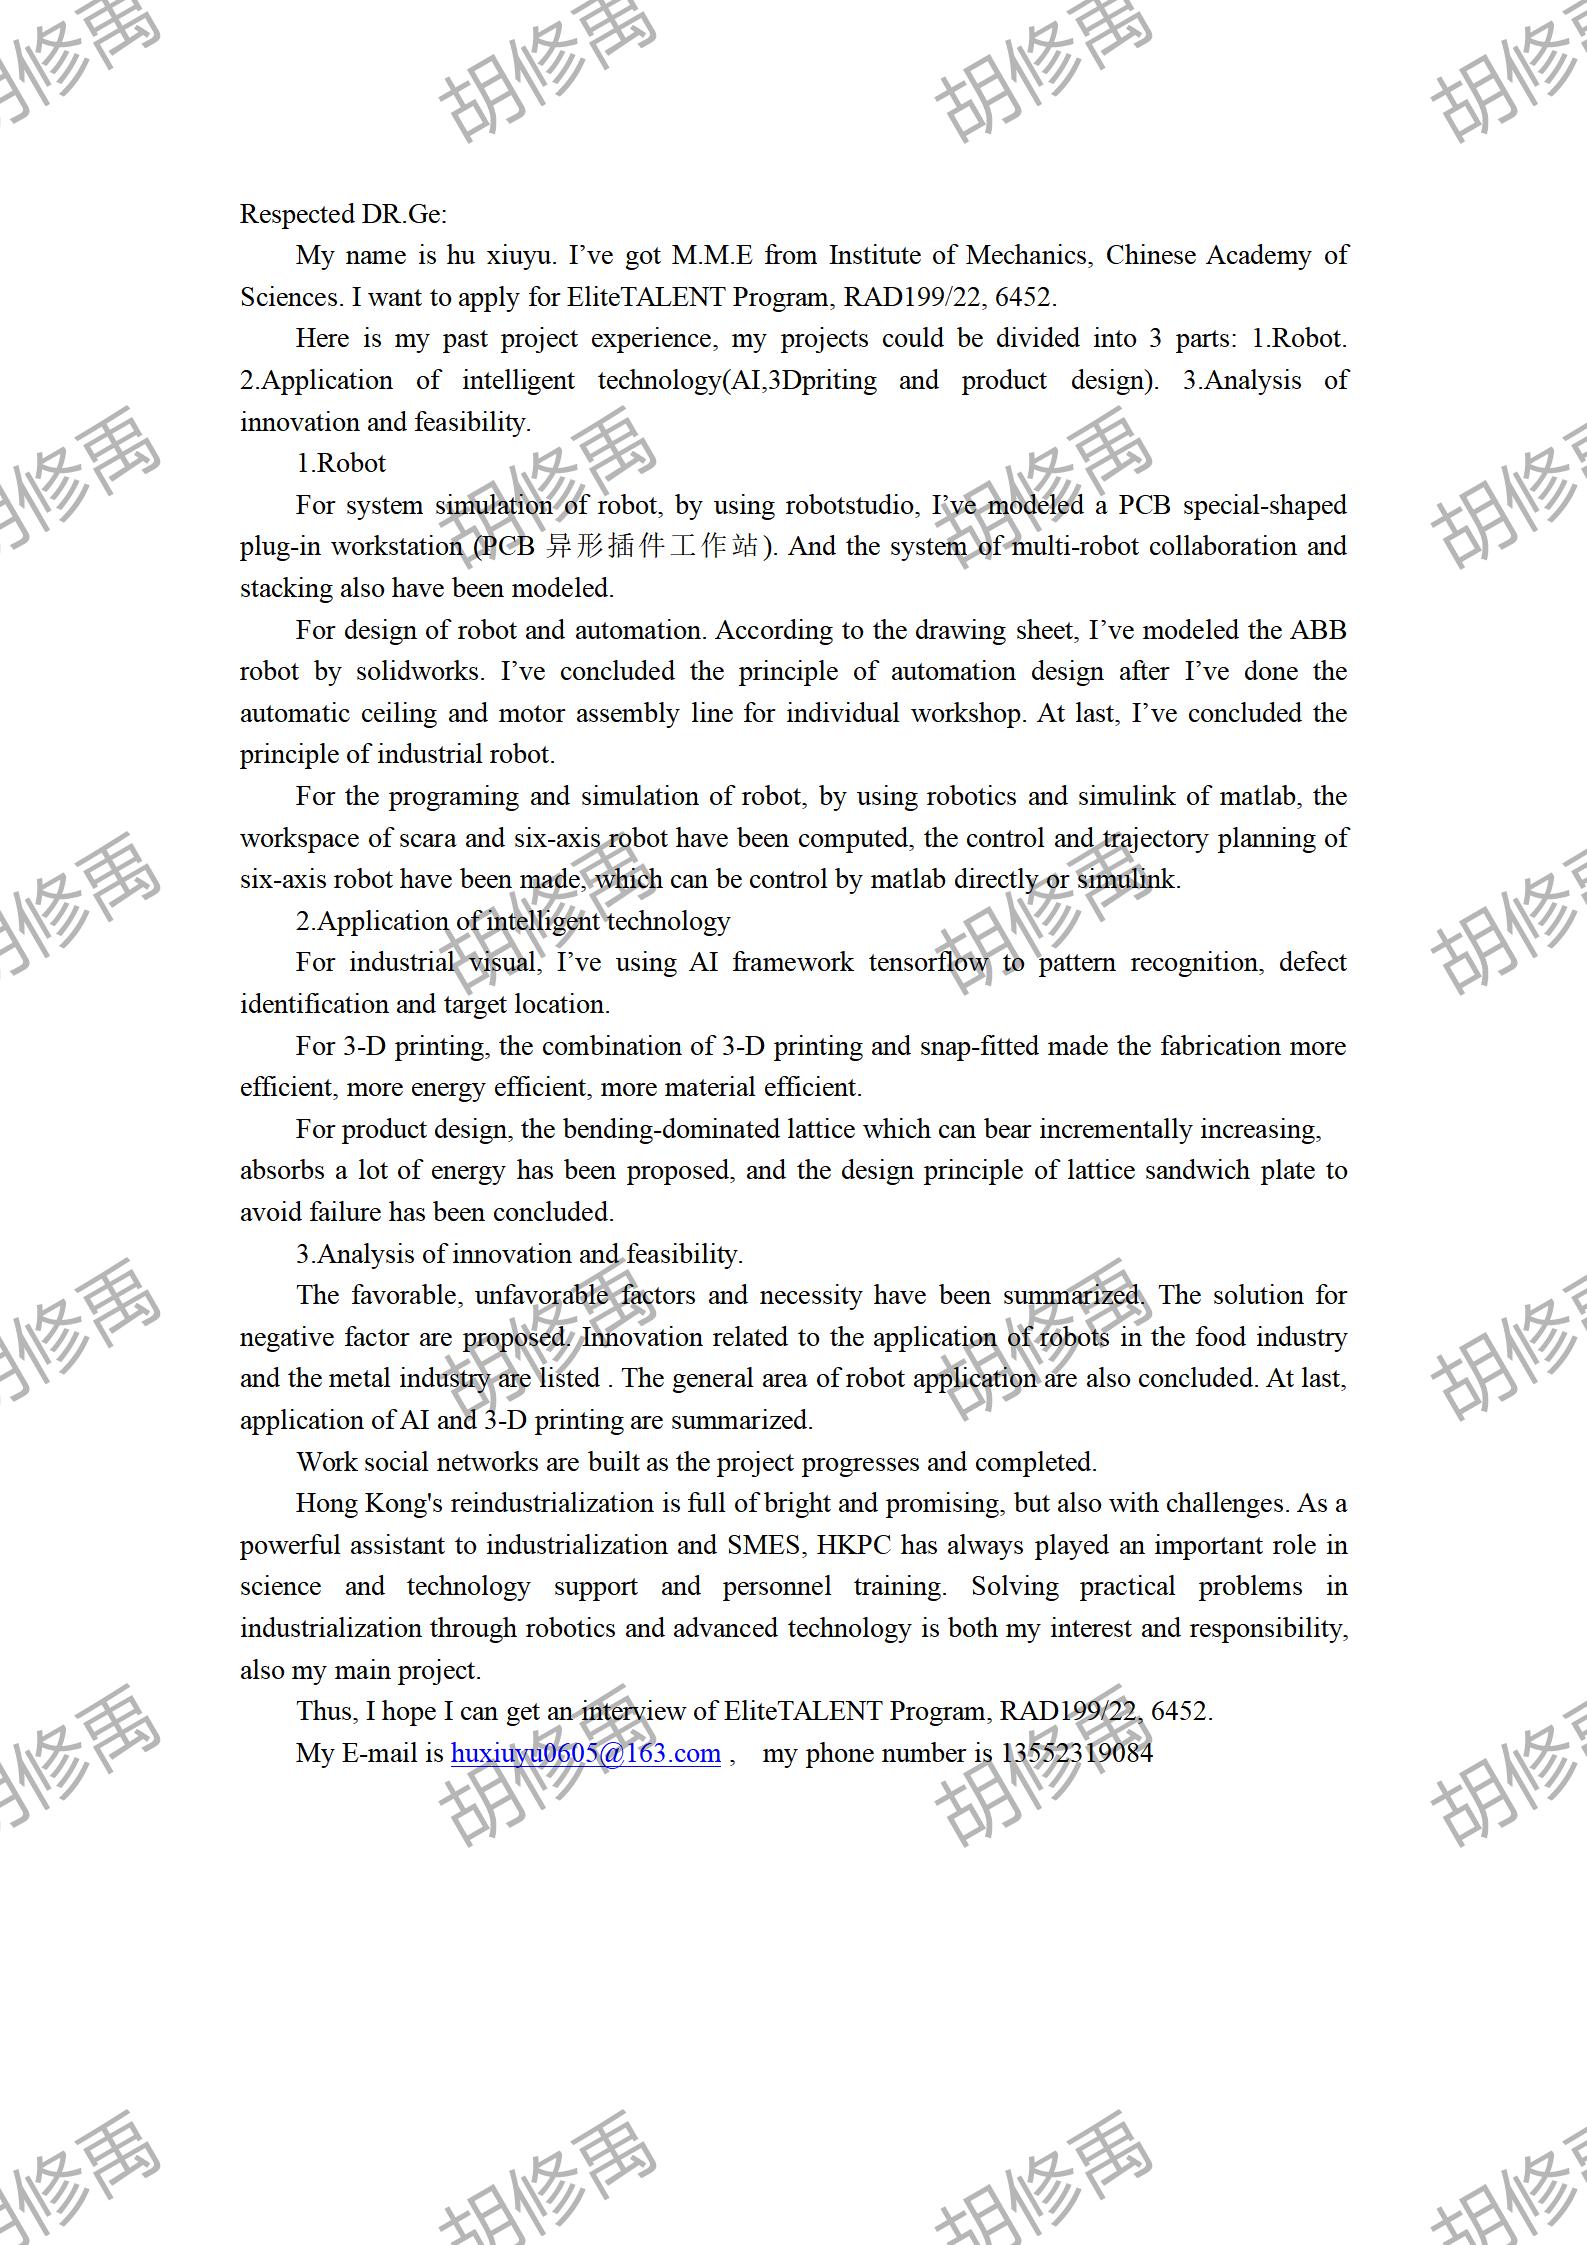 Respected DR.Ge:
My name is hu xiuyu. I’ve got M.M.E from Institute of Mechanics, Chinese Academy of
Sciences. I want to apply for EliteTALENT Program, RAD199/22, 6452.
Here is my past project experience, my projects could be divided into 3 parts: 1.Robot.
2.Application of intelligent technology(AI,3Dpriting and product design). 3.Analysis of
innovation and feasibility.
1.Robot
For system simulation of robot, by using robotstudio, I’ve modeled a PCB special-shaped
plug-in workstation (PCB 异形插件工作站). And the system of multi-robot collaboration and
stacking also have been modeled.
For design of robot and automation. According to the drawing sheet, I’ve modeled the ABB
robot by solidworks. I’ve concluded the principle of automation design after I’ve done the
automatic ceiling and motor assembly line for individual workshop. At last, I’ve concluded the
principle of industrial robot.
For the programing and simulation of robot, by using robotics and simulink of matlab, the
workspace of scara and six-axis robot have been computed, the control and trajectory planning of
six-axis robot have been made, which can be control by matlab directly or simulink.
2.Application of intelligent technology
For industrial visual, I’ve using AI framework tensorflow to pattern recognition, defect
identification and target location.
For 3-D printing, the combination of 3-D printing and snap-fitted made the fabrication more
efficient, more energy efficient, more material efficient.
For product design, the bending-dominated lattice which can bear incrementally increasing,
absorbs a lot of energy has been proposed, and the design principle of lattice sandwich plate to
avoid failure has been concluded.
3.Analysis of innovation and feasibility.
The favorable, unfavorable factors and necessity have been summarized. The solution for
negative factor are proposed. Innovation related to the application of robots in the food industry
and the metal industry are listed . The general area of robot application are also concluded. At last,
application of AI and 3-D printing are summarized.
Work social networks are built as the project progresses and completed.
Hong Kong's reindustrialization is full of bright and promising, but also with challenges. As a
powerful assistant to industrialization and SMES, HKPC has always played an important role in
science and technology support and personnel training. Solving practical problems in
industrialization through robotics and advanced technology is both my interest and responsibility,
also my main project.
Thus, I hope I can get an interview of EliteTALENT Program, RAD199/22, 6452.
My E-mail is huxiuyu0605@163.com , my phone number is 13552319084
胡修禹